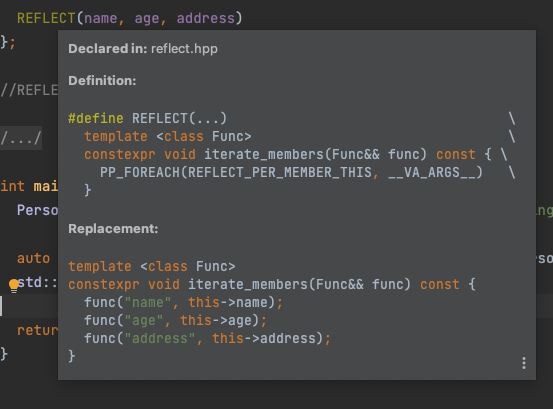 REFLECT(name, age, address)
};
Declared in: reflect.hpp
Definition:
//REFLE
#define REFLECT(...) \
template <class Func> \
/.../
constexpr void iterate_members(Func&& func) const { \
PP_FOREACH(REFLECT_PER_MEMBER_THIS, __VA_ARGS__) \
}
int mai
Perso ing
Replacement:
auto rso
template <class Func>
std::
constexpr void iterate_members(Func&& func) const {
func("name", this->name);
func("age", this->age);
retur
func("address", this->address);
}
}